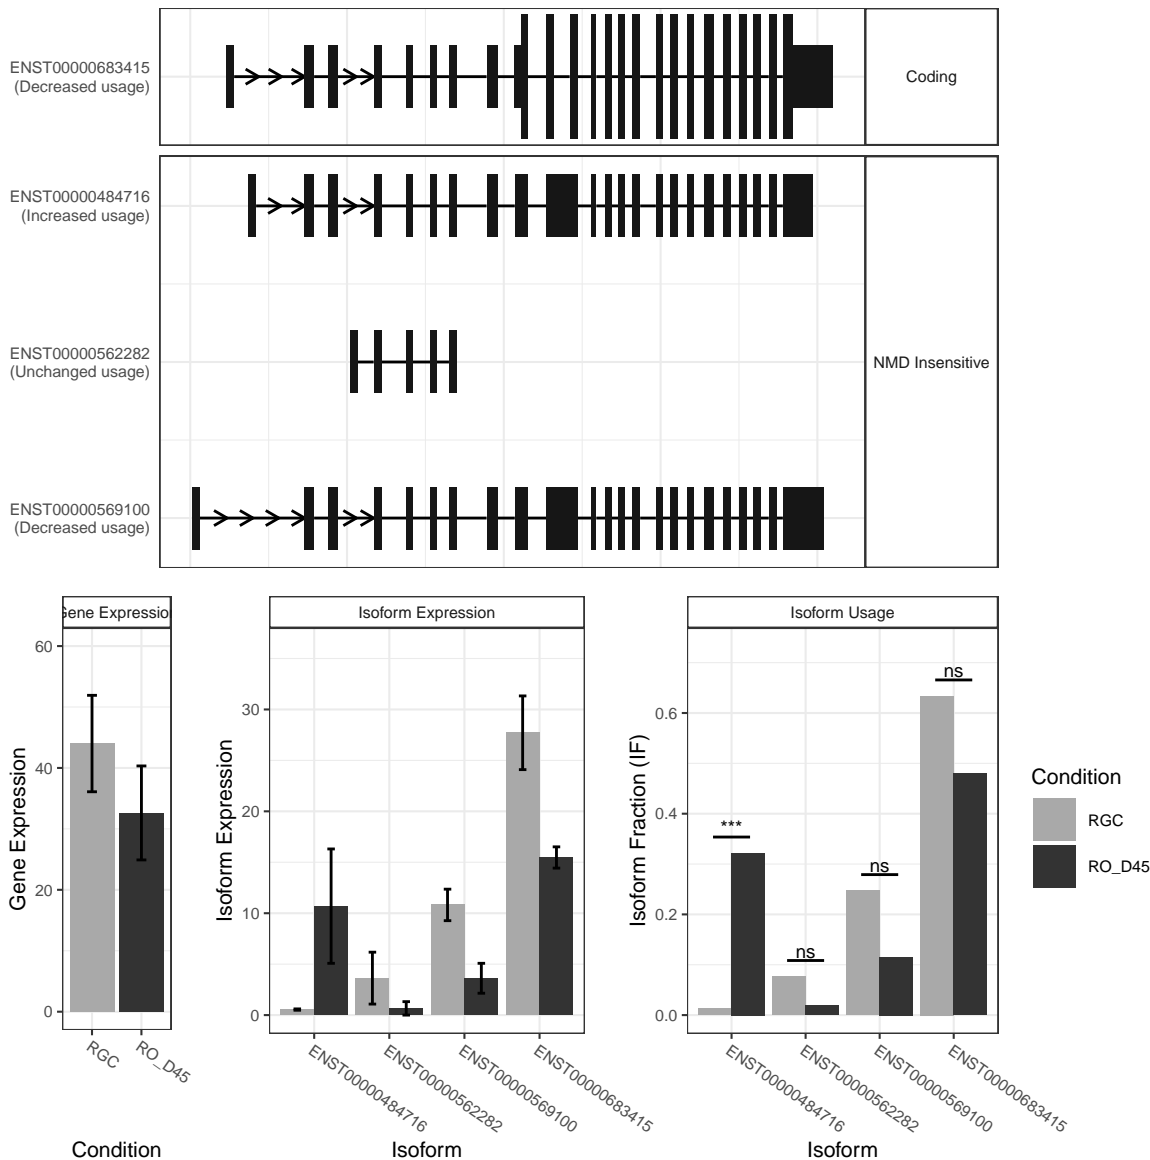 ENST00000683415
(Decreased usage)
Coding
ENST00000484716
(Increased usage)
ENST00000562282
(Unchanged usage)
NMD Insensitive
ENST00000569100
(Decreased usage)
Gene Expression
Isoform Expression
Isoform Usage
Gene Expression
60
40
20
0
RGC
RO_D45
Condition
Isoform Expression
30
20
10
0
ENST00000484716
ENST00000562282
ENST00000569100
ENST00000683415
Isoform
Isoform Fraction (IF)
0.6
0.4
0.2
0.0
***
ns
ns
ns
ENST00000484716
ENST00000562282
ENST00000569100
ENST00000683415
Isoform
Condition
RGC
RO_D45